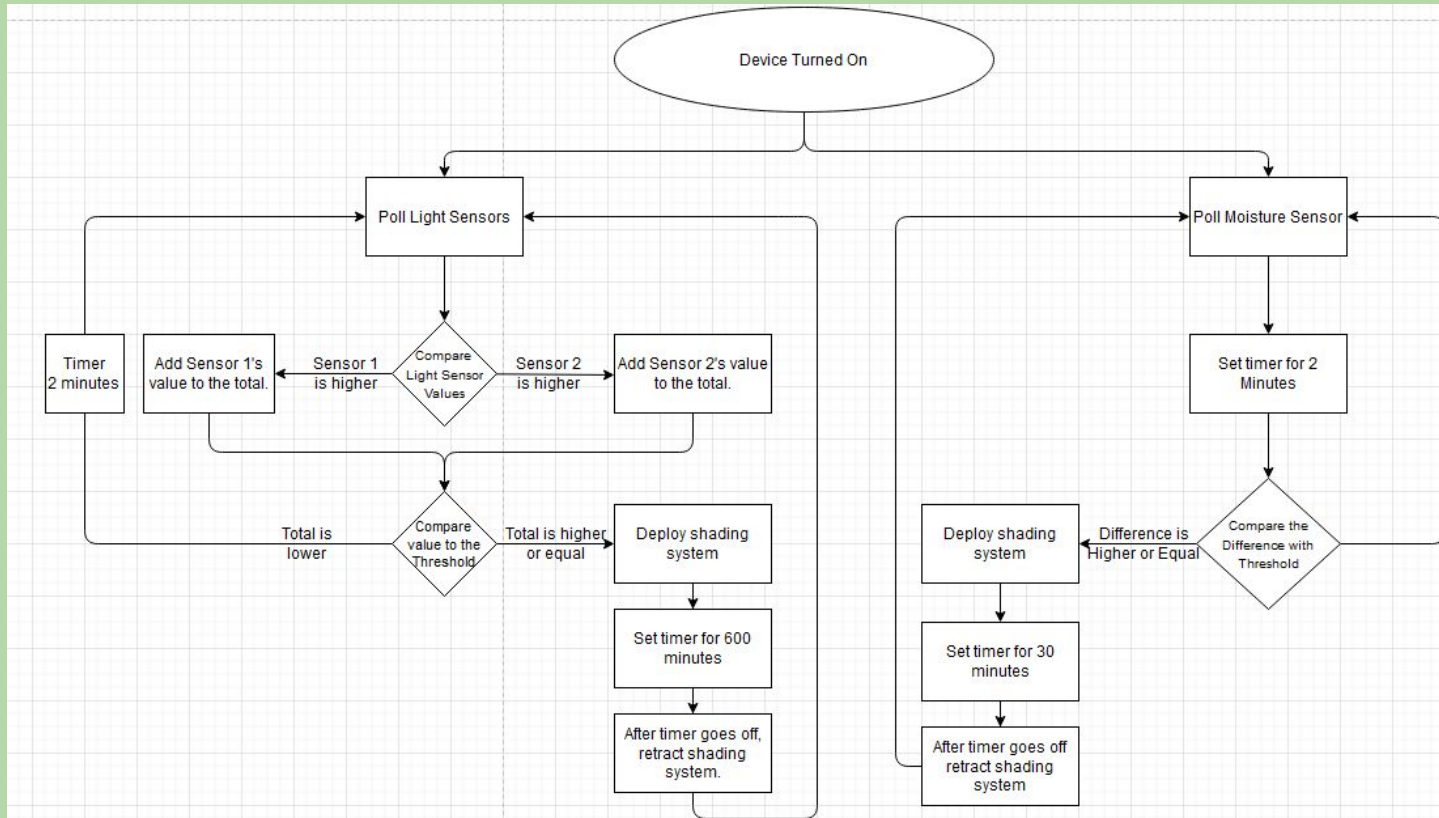 Device Turned On
Poll Light Sensors
Poll Moisture Sensor
Timer
2 minutes
Add Sensor 1's
value to the total.
Sensor 1
is higher
Compare
Light Sensor
Values
Sensor 2
is higher
Add Sensor 2's value
to the total.
Set timer for 2
Minutes
Total is
lower
Compare
value to the
Threshold
Total is higher
or equal
Deploy shading
system
Deploy shading
system
Difference is
Higher or Equal
Compare the
Difference with
Threshold
Set timer for 600
minutes
Set timer for 30
minutes
After timer goes off,
retract shading
system.
After timer goes off
retract shading
system